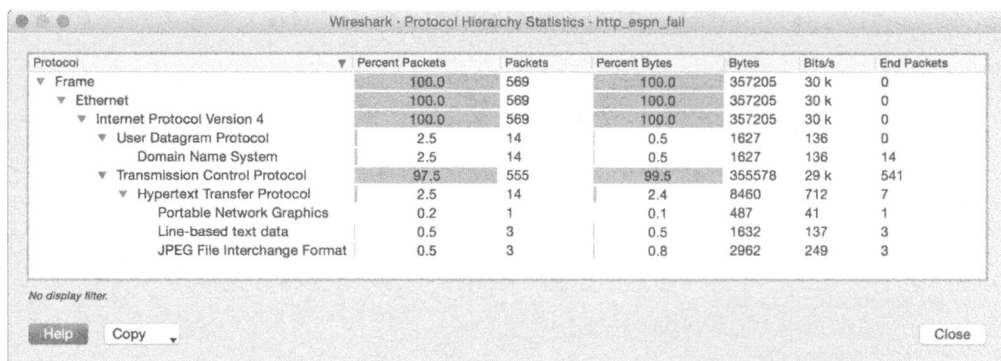 Wireshark · Protocol Hierarchy Statistics · http_espn_fail
Protocol Percent Packets Packets Percent Bytes Bytes Bits/s End Packets
Frame 100.0 569 100.0 357205 30 k 0
Ethernet 100.0 569 100.0 357205 30 k 0
Internet Protocol Version 4 100.0 569 100.0 357205 30 k 0
User Datagram Protocol 2.5 14 0.5 1627 136 0
Domain Name System 2.5 14 0.5 1627 136 14
Transmission Control Protocol 97.5 555 99.5 355578 29 k 541
Hypertext Transfer Protocol 2.5 14 2.4 8460 712 7
Portable Network Graphics 0.2 1 0.1 487 41 1
Line-based text data 0.5 3 0.5 1632 137 3
JPEG File Interchange Format 0.5 3 0.8 2962 249 3
No display filter.
Help Copy Close